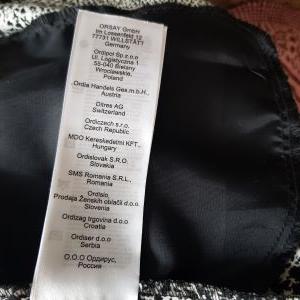 ORSAY GmbH
Im Lossenfeld 12
77731 WILLSTÄTT
Germany
Ordipol Sp.z.o.o
Ul. Logistyczna 1
55-040 Bielany
Wroclawskie,
Poland
Ordia Handels Ges.m.b.H.,
Austria
Ditres AG
Switzerland
Ordiczech s.r.o.
Czech Republic
MDO Kereskedelmi KFT.,
Hungary
Ordislovak S.R.O.
Slovakia
SMS Romania S.R.L.,
Romania
Ordisio,
Prodaja Ženskih oblačil d.o.o.
Slovenia
Ordizag trgovina d.o.o
Croatia
Ordiser d.o.o
Serbia
О.О.О Ордирус,
Россия